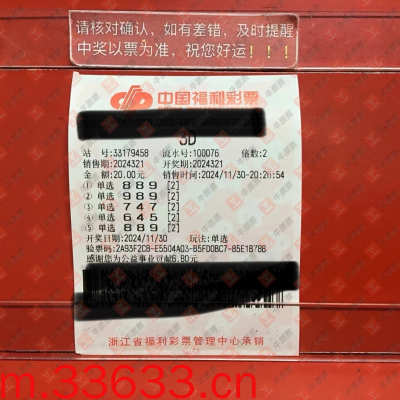 请核对确认，如有差错，及时提醒
中奖以票为准，祝您好运！！！
中国福利彩票
3D
站 号:33179458 流水号:100076 倍数:2
销售期:2024321 开奖期:2024321
金 额:20.00元 销售时间:2024/11/30-20:20:54
① 单选 8 8 9 [2]
② 单选 9 8 9 [2]
③ 单选 7 4 7 [2]
④ 单选 6 4 5 [2]
⑤ 单选 8 8 9 [2]
开奖日期:2024/11/30 玩法:单选
验票码:2A93F2C8-E5504A03-B5FD0BC7-85E1B78B
感谢您为公益事业贡献6.80元
浙江省福利彩票管理中心承销
m.33633.cn